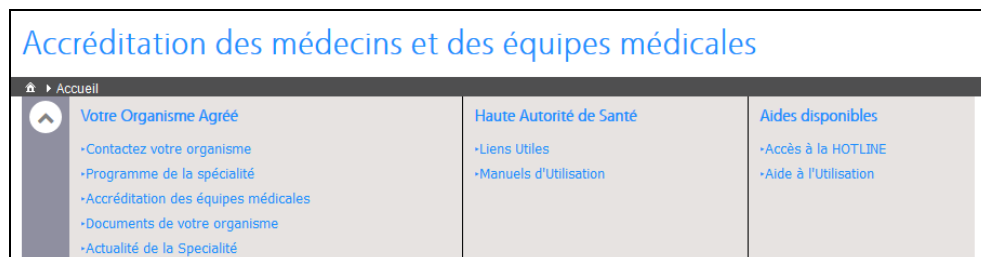 Accréditation des médecins et des équipes médicales
Accueil
Votre Organisme Agréé
Contactez votre organisme
Programme de la spécialité
Accréditation des équipes médicales
Documents de votre organisme
Actualité de la Specialité
Haute Autorité de Santé
Liens Utiles
Manuels d'Utilisation
Aides disponibles
Accès à la HOTLINE
Aide à l'Utilisation